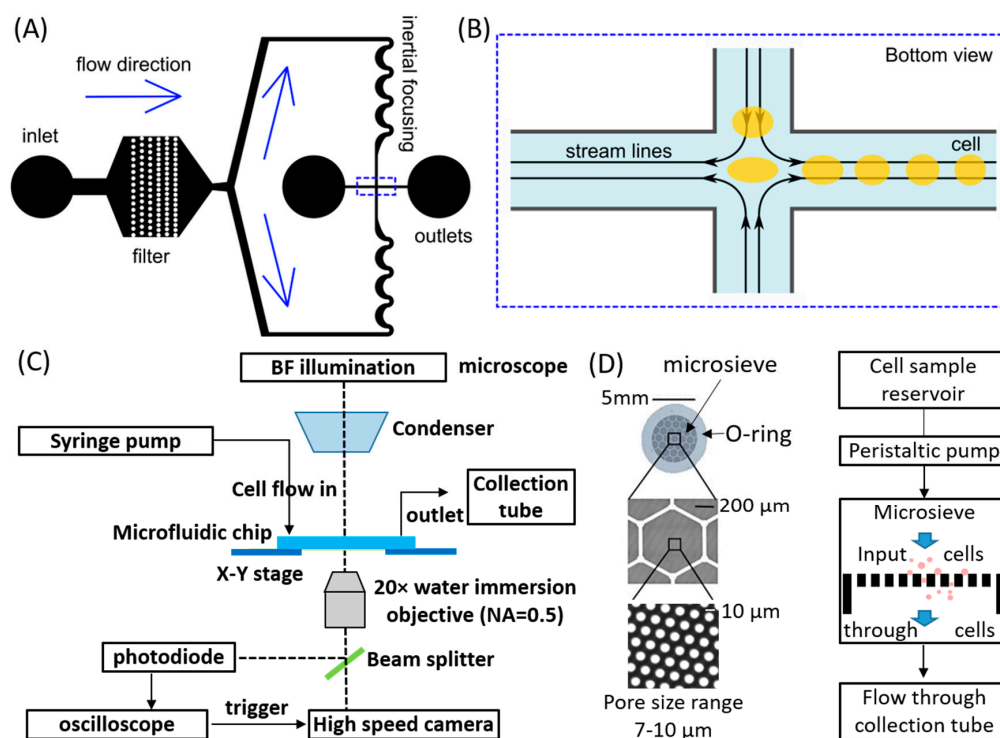 (A)
flow direction
inlet
filter
inertial focusing
outlets
(B)
Bottom view
stream lines
cell
(C)
BF illumination
microscope
Condenser
Syringe pump
Cell flow in
Collection
tube
outlet
Microfluidic chip
X-Y stage
20× water immersion
objective (NA=0.5)
photodiode
Beam splitter
oscilloscope
trigger
High speed camera
(D)
microsieve
5mm
O-ring
200 μm
10 μm
Pore size range
7-10 μm
Cell sample
reservoir
Peristaltic pump
Microsieve
Input cells
through cells
Flow through
collection tube